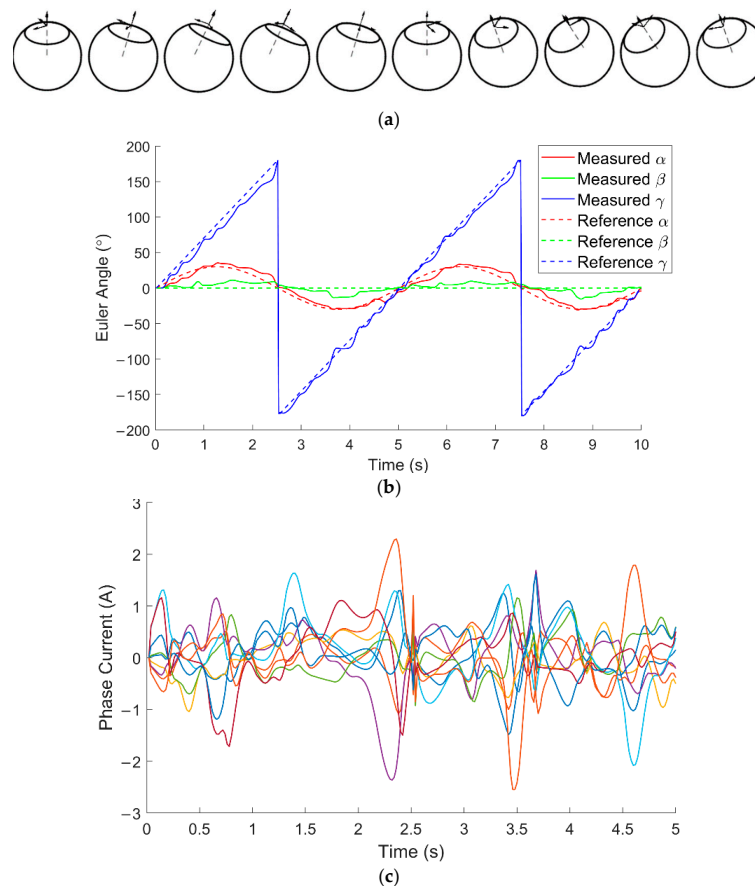 (a)
200
150
100
50
0
−50
−100
−150
−200
Euler Angle (°)
0 1 2 3 4 5 6 7 8 9 10
Time (s)
Measured α
Measured β
Measured γ
Reference α
Reference β
Reference γ
(b)
3
2
1
0
−1
−2
−3
Phase Current (A)
0 0.5 1 1.5 2 2.5 3 3.5 4 4.5 5
Time (s)
(c)